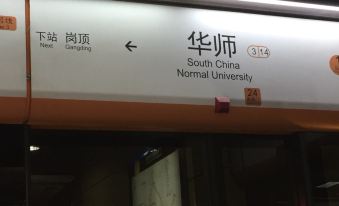 下站 岗顶
Next Gangding
华师 3 14
South China
Normal University
24